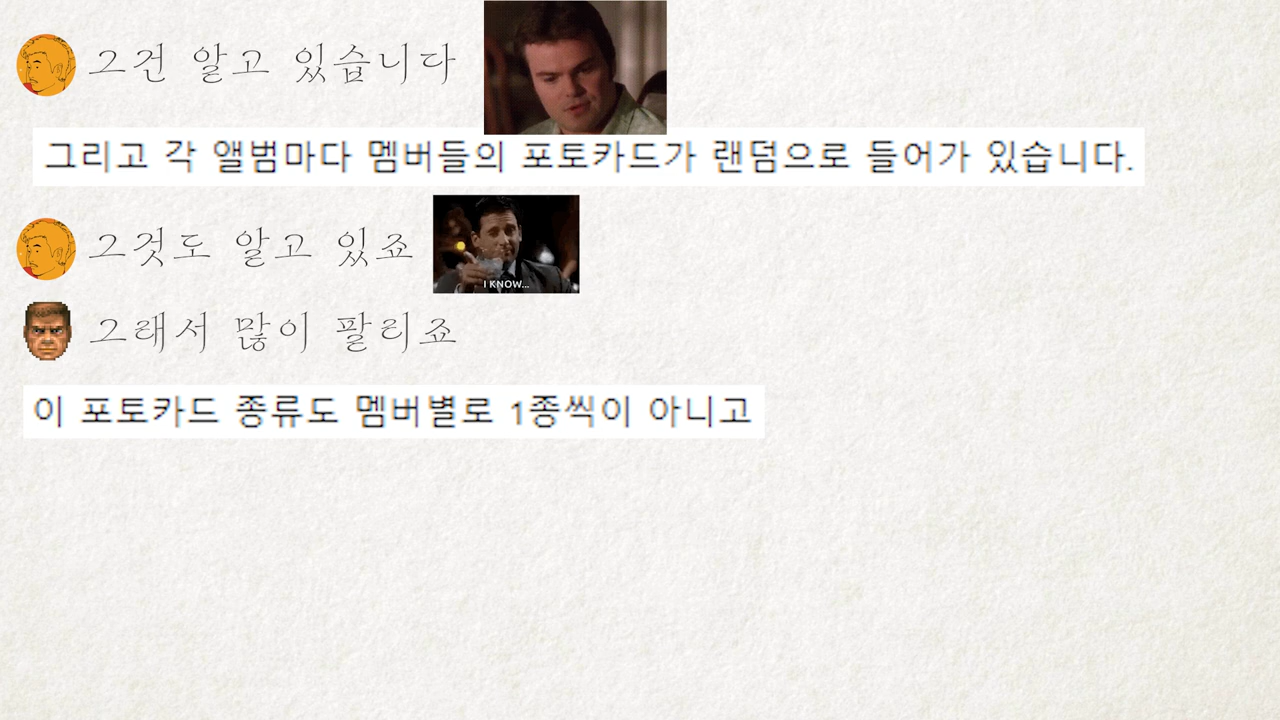 그건 알고 있습니다
그리고 각 앨범마다 멤버들의 포토카드가 랜덤으로 들어가 있습니다.
그것도 알고 있죠
I KNOW...
그래서 많이 팔리죠
이 포토카드 종류도 멤버별로 1종씩이 아니고